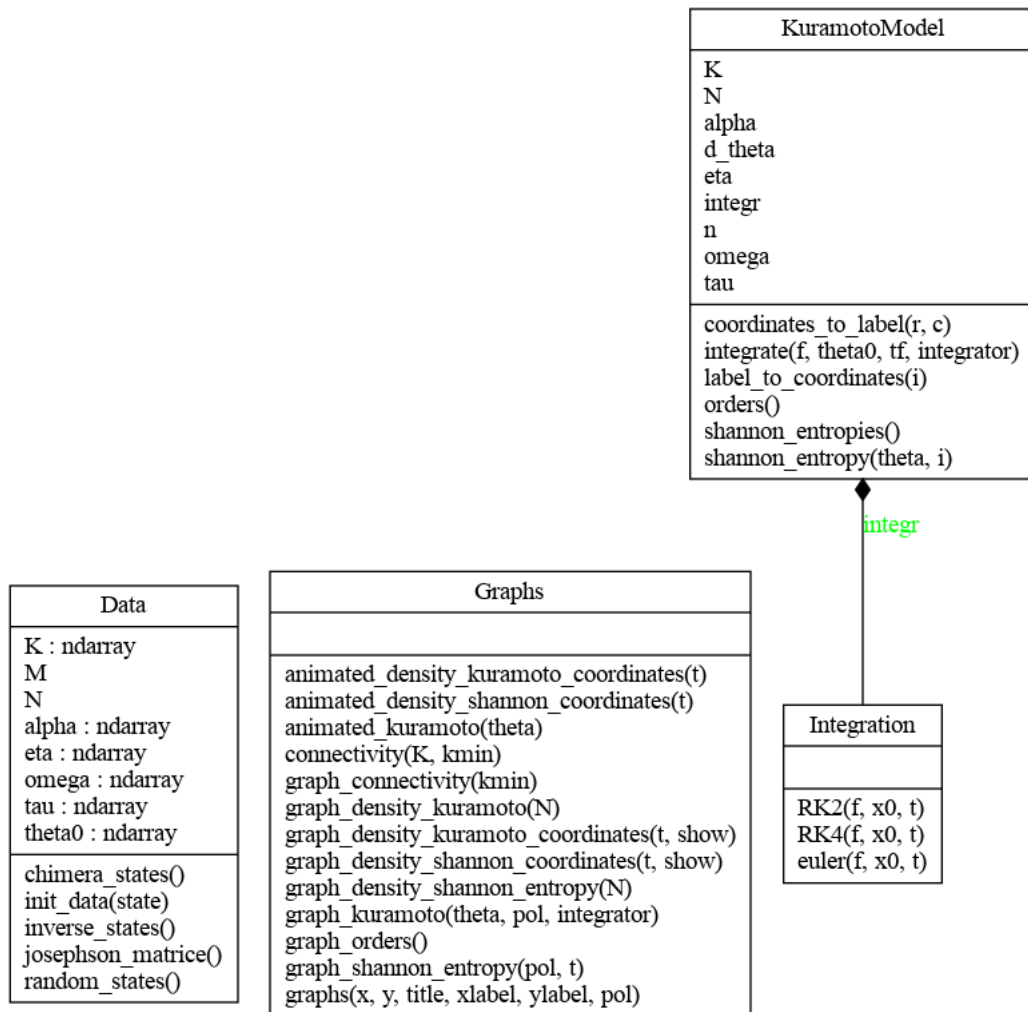 KuramotoModel
K
N
alpha
d_theta
eta
integr
n
omega
tau
coordinates_to_label(r, c)
integrate(f, theta0, tf, integrator)
label_to_coordinates(i)
orders()
shannon_entropies()
shannon_entropy(theta, i)
integr
Data
K : ndarray
M
N
alpha : ndarray
eta : ndarray
omega : ndarray
tau : ndarray
theta0 : ndarray
chimera_states()
init_data(state)
inverse_states()
josephson_matrice()
random_states()
Graphs
animated_density_kuramoto_coordinates(t)
animated_density_shannon_coordinates(t)
animated_kuramoto(theta)
connectivity(K, kmin)
graph_connectivity(kmin)
graph_density_kuramoto(N)
graph_density_kuramoto_coordinates(t, show)
graph_density_shannon_coordinates(t, show)
graph_density_shannon_entropy(N)
graph_kuramoto(theta, pol, integrator)
graph_orders()
graph_shannon_entropy(pol, t)
graphs(x, y, title, xlabel, ylabel, pol)
Integration
RK2(f, x0, t)
RK4(f, x0, t)
euler(f, x0, t)